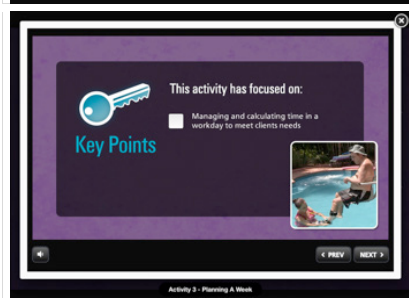 This activity has focused on:
Managing and calculating time in a
workday to meet clients needs
Key Points
< PREV
NEXT >
Activity 3 - Planning A Week